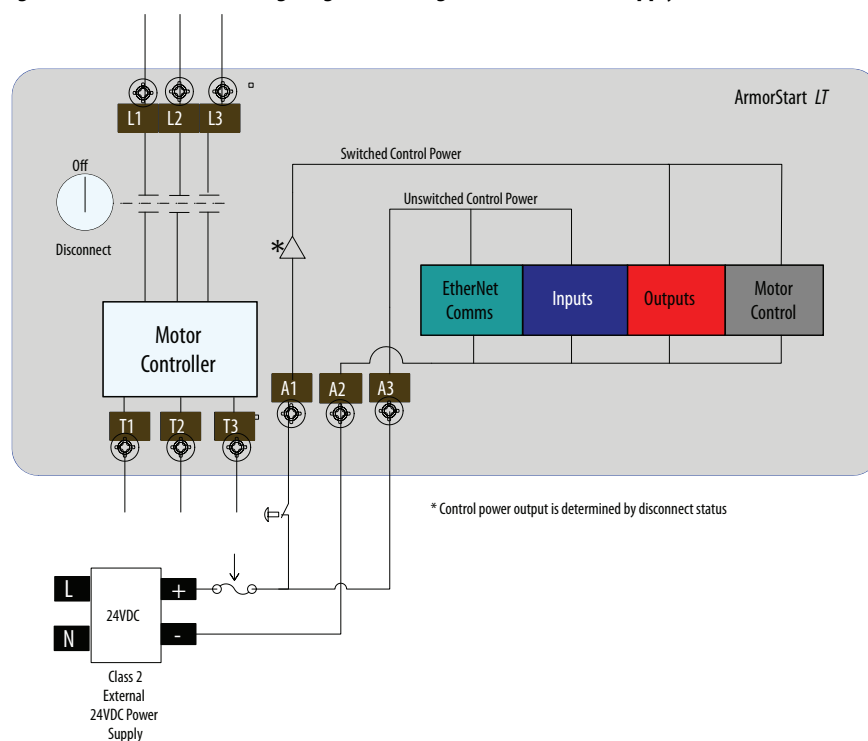 ArmorStart LT
L1 L2 L3
Switched Control Power
Off
Unswitched Control Power
*
Disconnect
EtherNet
Comms
Inputs
Outputs
Motor
Control
Motor
Controller
A1 A2 A3
T1 T2 T3
* Control power output is determined by disconnect status
L
+
24VDC
N
-
Class 2
External
24VDC Power
Supply